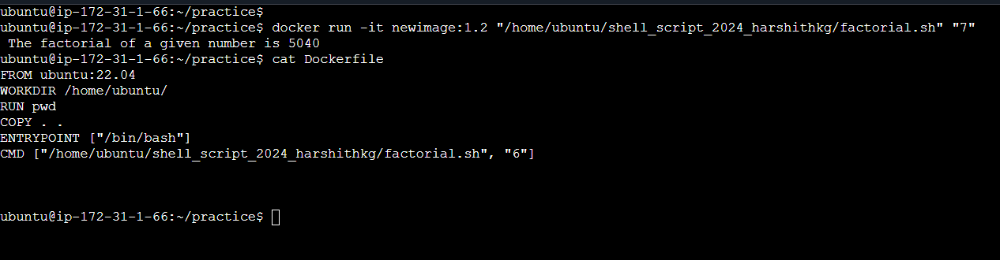 ubuntu@ip-172-31-1-66:~/practice$
ubuntu@ip-172-31-1-66:~/practice$ docker run -it newimage:1.2 "/home/ubuntu/shell_script_2024_harshithkg/factorial.sh" "7"
 The factorial of a given number is 5040
ubuntu@ip-172-31-1-66:~/practice$ cat Dockerfile
FROM ubuntu:22.04
WORKDIR /home/ubuntu/
RUN pwd
COPY . .
ENTRYPOINT ["/bin/bash"]
CMD ["/home/ubuntu/shell_script_2024_harshithkg/factorial.sh", "6"]
ubuntu@ip-172-31-1-66:~/practice$